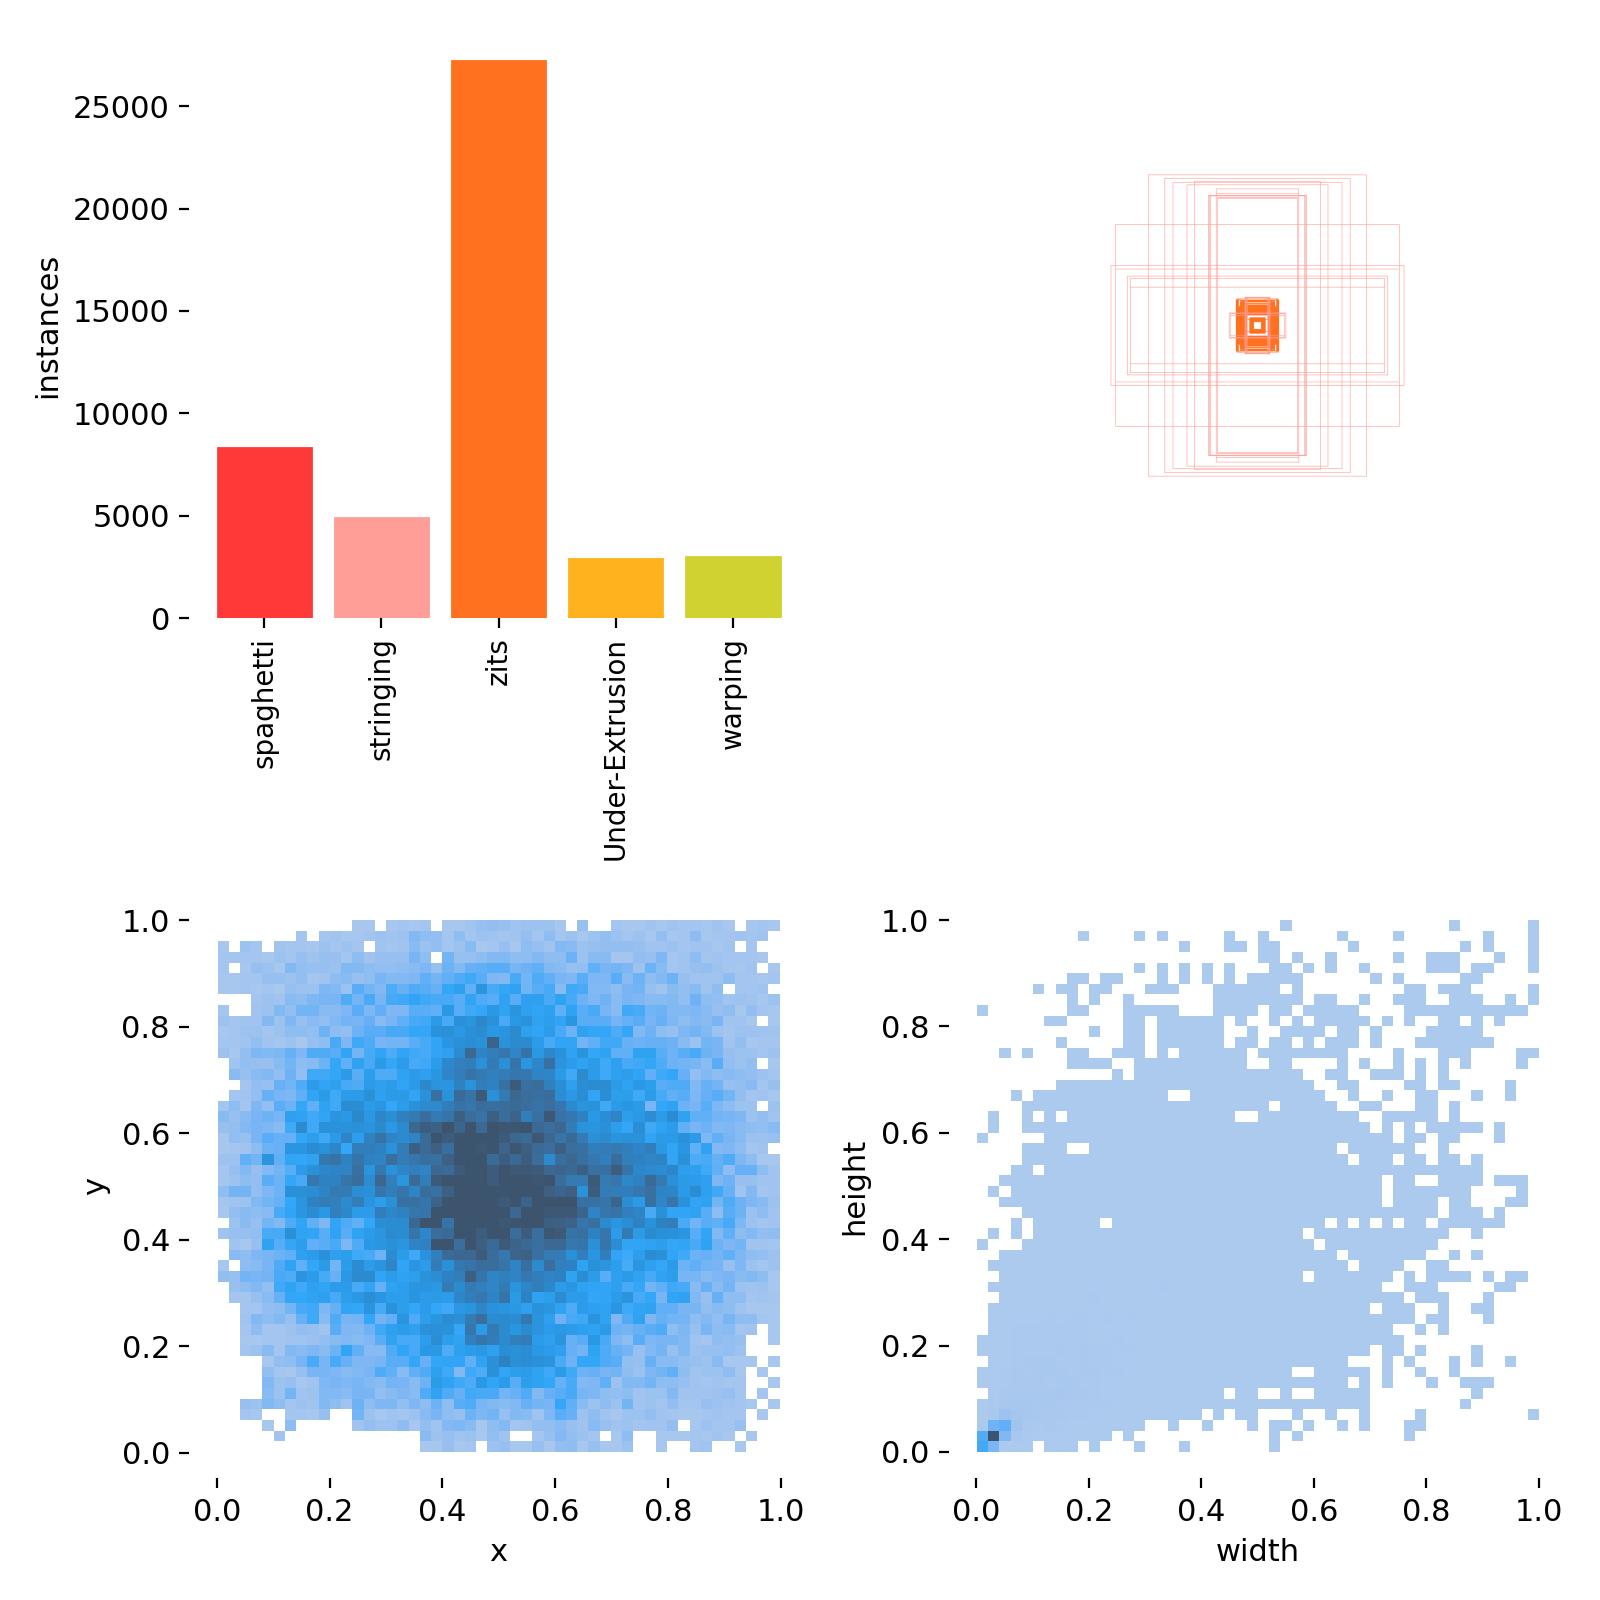 instances
25000
20000
15000
10000
5000
0
spaghetti
stringing
zits
Under-Extrusion
warping
y
1.0
0.8
0.6
0.4
0.2
0.0
0.0 0.2 0.4 0.6 0.8 1.0
x
height
1.0
0.8
0.6
0.4
0.2
0.0
0.0 0.2 0.4 0.6 0.8 1.0
width